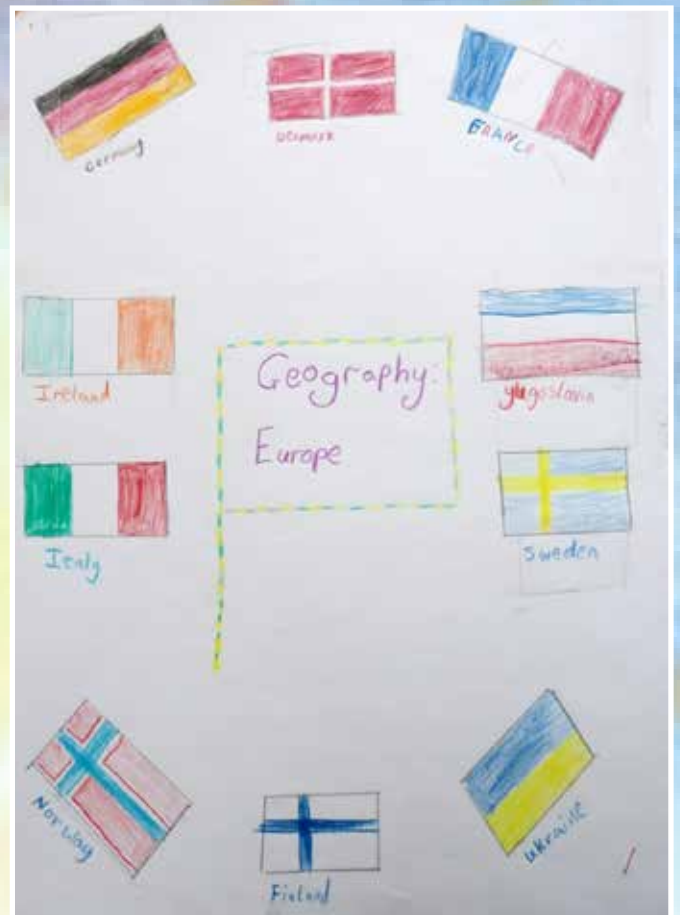 Germany
Denmark
FRANCE
Ireland
Geography:
Europe
yugoslavia
Italy
Sweden
Norway
Finland
Ukraine